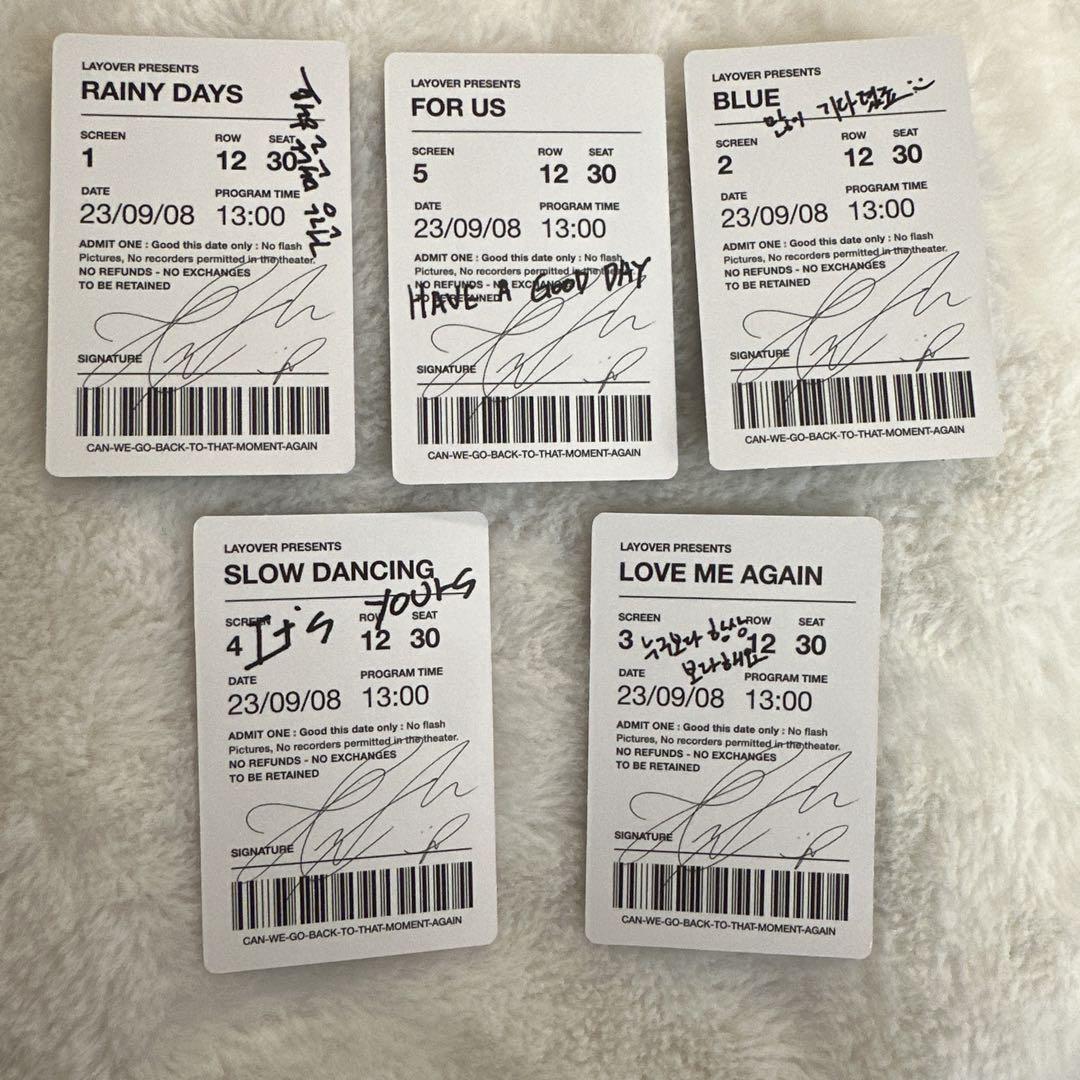 LAYOVER PRESENTS
RAINY DAYS
SCREEN ROW SEAT
1 12 30
DATE PROGRAM TIME
23/09/08 13:00
ADMIT ONE : Good this date only : No flash
Pictures, No recorders permitted in the theater.
NO REFUNDS - NO EXCHANGES
TO BE RETAINED
SIGNATURE
CAN-WE-GO-BACK-TO-THAT-MOMENT-AGAIN
LAYOVER PRESENTS
FOR US
SCREEN ROW SEAT
5 12 30
DATE PROGRAM TIME
23/09/08 13:00
ADMIT ONE : Good this date only : No flash
Pictures, No recorders permitted in the theater.
NO REFUNDS - NO EXCHANGES
TO BE RETAINED
HAVE A GOOD DAY
SIGNATURE
CAN-WE-GO-BACK-TO-THAT-MOMENT-AGAIN
LAYOVER PRESENTS
BLUE
많이 기다렸죠
SCREEN ROW SEAT
2 12 30
DATE PROGRAM TIME
23/09/08 13:00
ADMIT ONE : Good this date only : No flash
Pictures, No recorders permitted in the theater.
NO REFUNDS - NO EXCHANGES
TO BE RETAINED
SIGNATURE
CAN-WE-GO-BACK-TO-THAT-MOMENT-AGAIN
LAYOVER PRESENTS
SLOW DANCING
It's yours
SCREEN ROW SEAT
4 12 30
DATE PROGRAM TIME
23/09/08 13:00
ADMIT ONE : Good this date only : No flash
Pictures, No recorders permitted in the theater.
NO REFUNDS - NO EXCHANGES
TO BE RETAINED
SIGNATURE
CAN-WE-GO-BACK-TO-THAT-MOMENT-AGAIN
LAYOVER PRESENTS
LOVE ME AGAIN
SCREEN ROW SEAT
3 12 30
누구보다 항상
보라해요
DATE PROGRAM TIME
23/09/08 13:00
ADMIT ONE : Good this date only : No flash
Pictures, No recorders permitted in the theater.
NO REFUNDS - NO EXCHANGES
TO BE RETAINED
SIGNATURE
CAN-WE-GO-BACK-TO-THAT-MOMENT-AGAIN